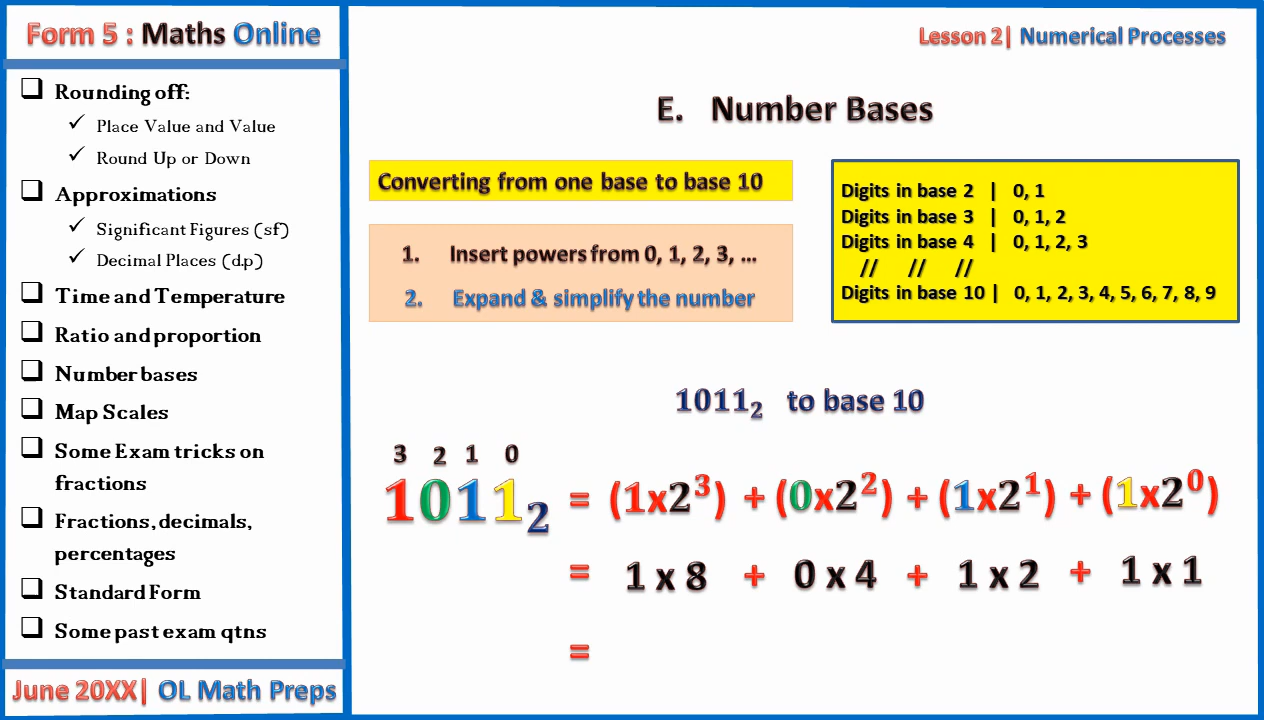 Form 5 : Maths Online
Rounding off:
Place Value and Value
Round Up or Down
Approximations
Significant Figures (sf)
Decimal Places (d.p)
Time and Temperature
Ratio and proportion
Number bases
Map Scales
Some Exam tricks on
fractions
Fractions, decimals,
percentages
Standard Form
Some past exam qtns
June 20XX| OL Math Preps
Lesson 2| Numerical Processes
E. Number Bases
Converting from one base to base 10
1. Insert powers from 0, 1, 2, 3, ...
2. Expand & simplify the number
Digits in base 2 | 0, 1
Digits in base 3 | 0, 1, 2
Digits in base 4 | 0, 1, 2, 3
// // //
Digits in base 10 | 0, 1, 2, 3, 4, 5, 6, 7, 8, 9
1011₂ to base 10
3 2 1 0
1011₂ = (1x2³) + (0x2²) + (1x2¹) + (1x2⁰)
= 1 x 8 + 0 x 4 + 1 x 2 + 1 x 1
=